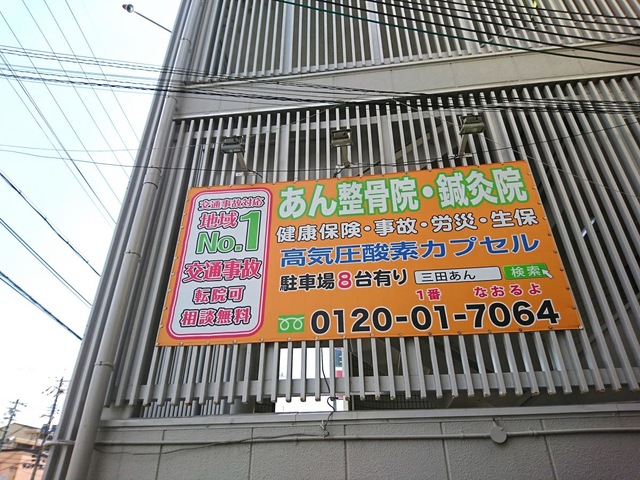 交通事故対応
地域
No.1
交通事故
転院可
相談無料
あん整骨院・鍼灸院
健康保険・事故・労災・生保
高気圧酸素カプセル
駐車場8台有り 三田あん 検索
1番 なおるよ
0120-01-7064